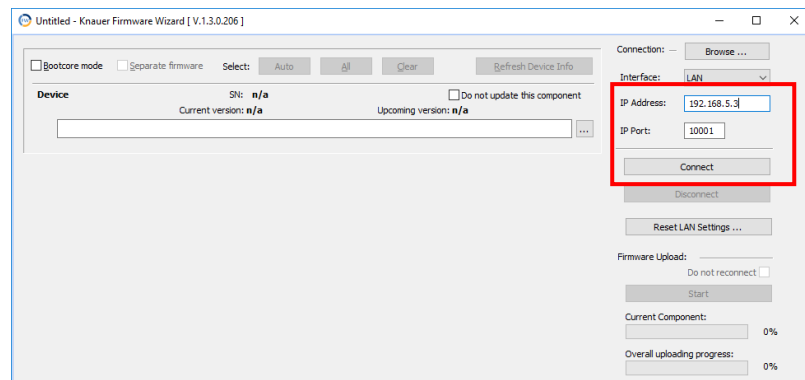 Untitled - Knauer Firmware Wizard [ V.1.3.0.206 ]
Bootcore mode Separate firmware Select: Auto All Clear Refresh Device Info
Device SN: n/a Do not update this component
Current version: n/a Upcoming version: n/a
...
Connection: Browse ...
Interface: LAN
IP Address: 192.168.5.3
IP Port: 10001
Connect
Disconnect
Reset LAN Settings ...
Firmware Upload:
Do not reconnect
Start
Current Component:
0%
Overall uploading progress:
0%